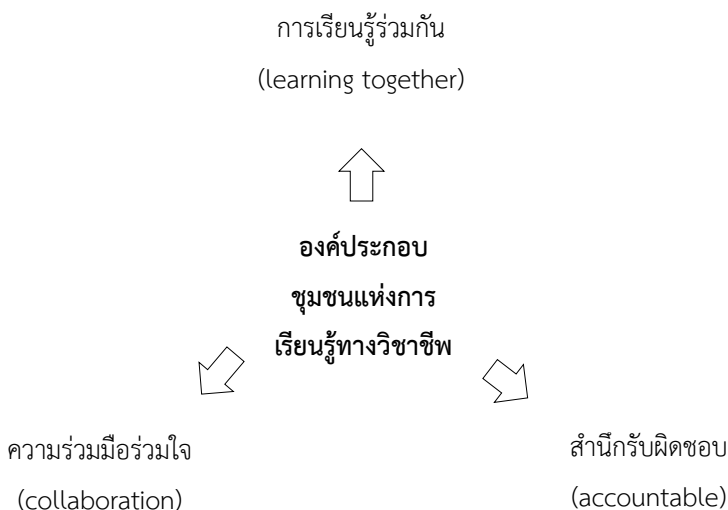 การเรียนรู้ร่วมกัน
(learning together)
องค์ประกอบ
ชุมชนแห่งการ
เรียนรู้ทางวิชาชีพ
ความร่วมมือร่วมใจ
(collaboration)
สำนึกรับผิดชอบ
(accountable)